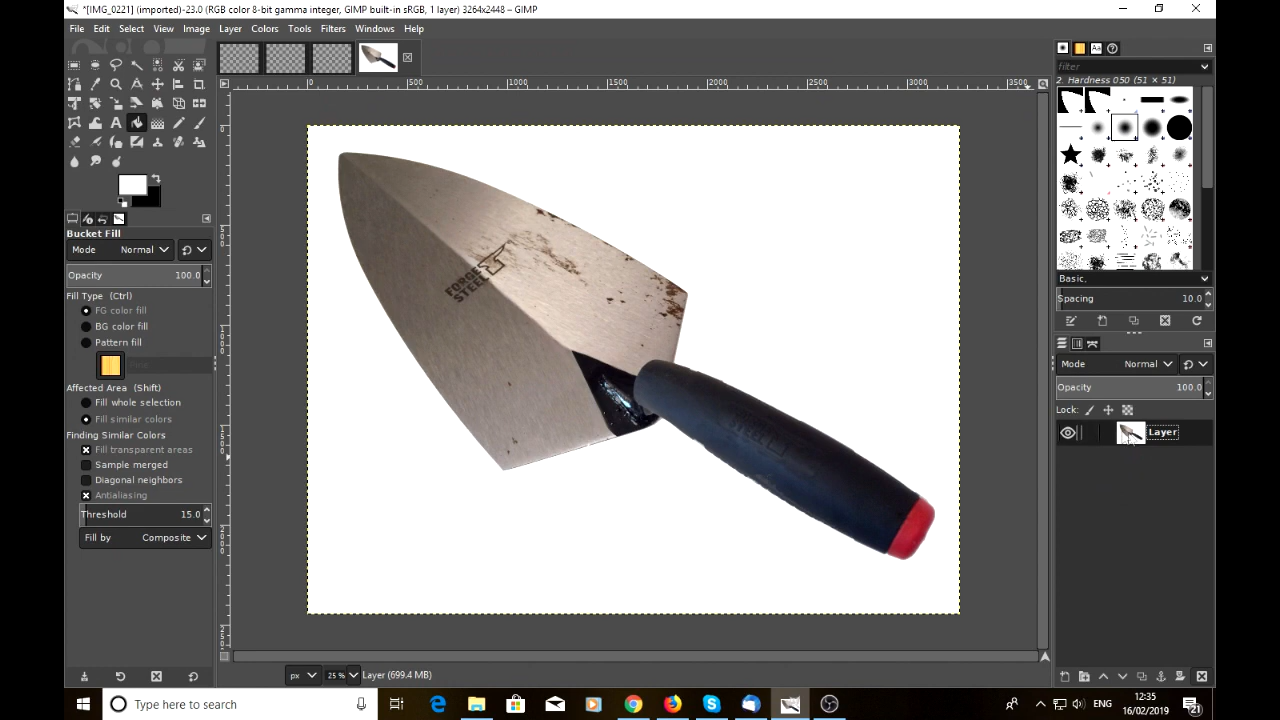 *[IMG_0221] (imported)-23.0 (RGB color 8-bit gamma integer, GIMP built-in sRGB, 1 layer) 3264x2448 – GIMP
File Edit Select View Image Layer Colors Tools Filters Windows Help
filter
2. Hardness 050 (51 × 51)
0 500 1000 1500 2000 2500 3000 3500
Bucket Fill
Mode Normal
Opacity 100.0
Fill Type (Ctrl)
FG color fill
BG color fill
Pattern fill
Pine
Affected Area (Shift)
Fill whole selection
Fill similar colors
Finding Similar Colors
Fill transparent areas
Sample merged
Diagonal neighbors
Antialiasing
Threshold 15.0
Fill by Composite
FORGE
STEEL
Basic.
Spacing 10.0
Mode Normal
Opacity 100.0
Lock:
Layer
px 25 % Layer (699.4 MB)
Type here to search
ENG
12:35
16/02/2019
21